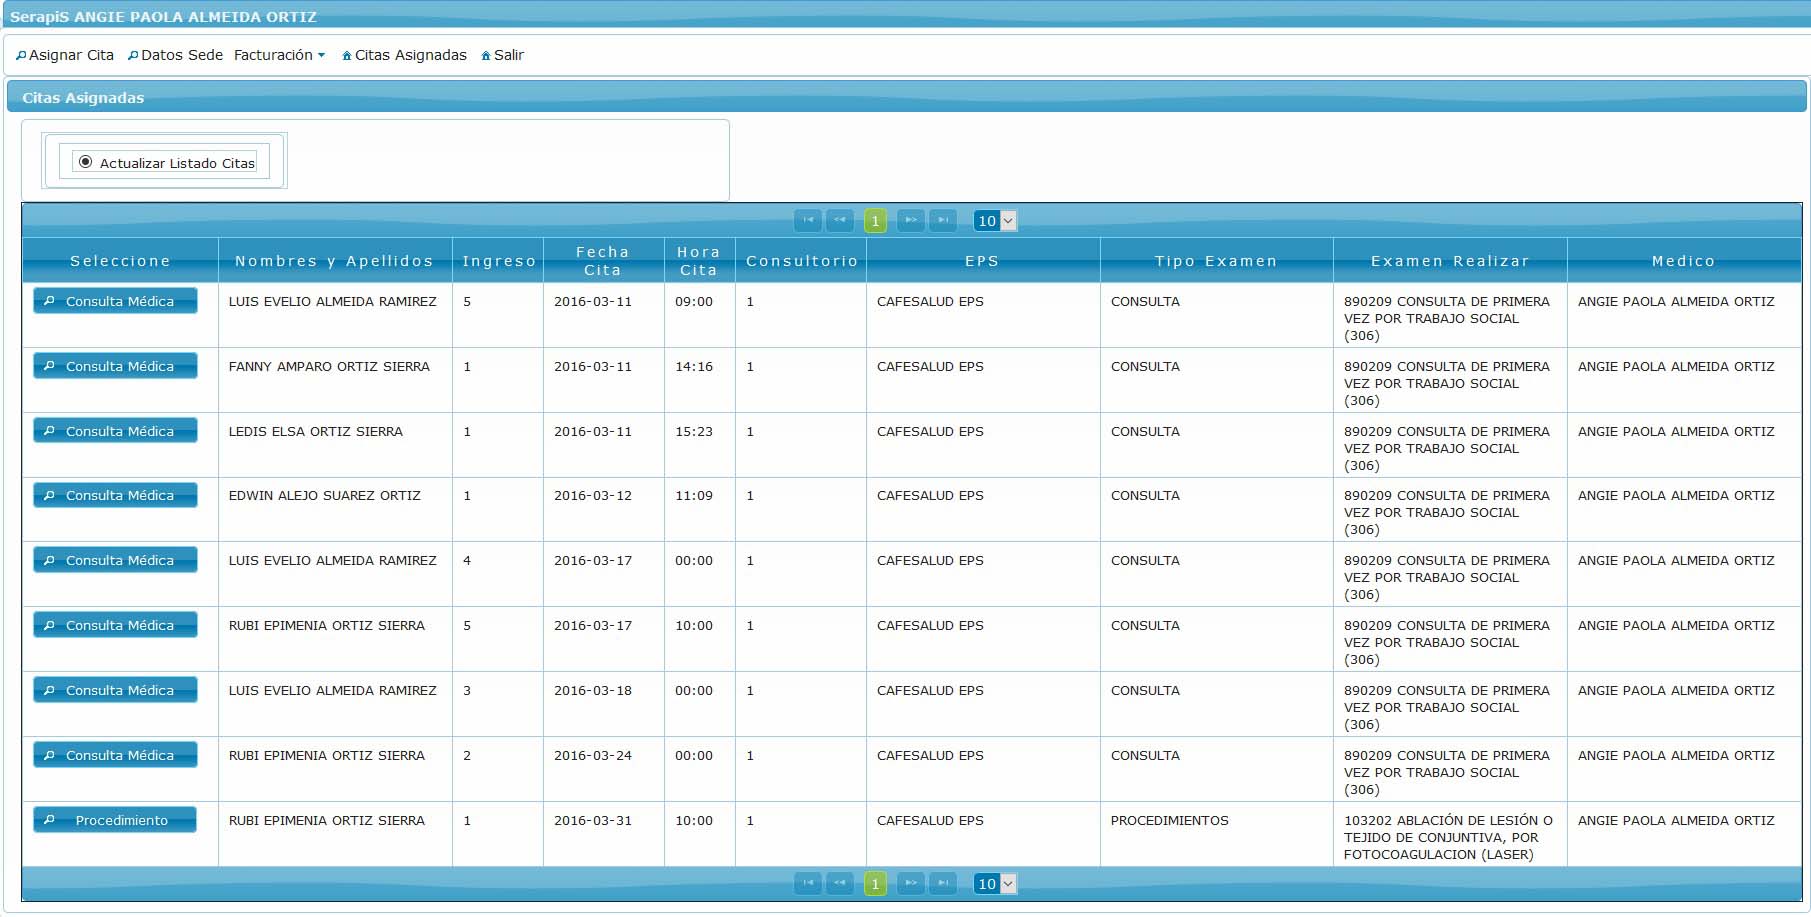 SerapiS ANGIE PAOLA ALMEIDA ORTIZ
Asignar Cita Datos Sede Facturación Citas Asignadas Salir
Citas Asignadas
Actualizar Listado Citas
1 10
Seleccione Nombres y Apellidos Ingreso Fecha Cita Hora Cita Consultorio EPS Tipo Examen Examen Realizar Medico
Consulta Médica LUIS EVELIO ALMEIDA RAMIREZ 5 2016-03-11 09:00 1 CAFESALUD EPS CONSULTA 890209 CONSULTA DE PRIMERA ANGIE PAOLA ALMEIDA ORTIZ
VEZ POR TRABAJO SOCIAL
(306)
Consulta Médica FANNY AMPARO ORTIZ SIERRA 1 2016-03-11 14:16 1 CAFESALUD EPS CONSULTA 890209 CONSULTA DE PRIMERA ANGIE PAOLA ALMEIDA ORTIZ
VEZ POR TRABAJO SOCIAL
(306)
Consulta Médica LEDIS ELSA ORTIZ SIERRA 1 2016-03-11 15:23 1 CAFESALUD EPS CONSULTA 890209 CONSULTA DE PRIMERA ANGIE PAOLA ALMEIDA ORTIZ
VEZ POR TRABAJO SOCIAL
(306)
Consulta Médica EDWIN ALEJO SUAREZ ORTIZ 1 2016-03-12 11:09 1 CAFESALUD EPS CONSULTA 890209 CONSULTA DE PRIMERA ANGIE PAOLA ALMEIDA ORTIZ
VEZ POR TRABAJO SOCIAL
(306)
Consulta Médica LUIS EVELIO ALMEIDA RAMIREZ 4 2016-03-17 00:00 1 CAFESALUD EPS CONSULTA 890209 CONSULTA DE PRIMERA ANGIE PAOLA ALMEIDA ORTIZ
VEZ POR TRABAJO SOCIAL
(306)
Consulta Médica RUBI EPIMENIA ORTIZ SIERRA 5 2016-03-17 10:00 1 CAFESALUD EPS CONSULTA 890209 CONSULTA DE PRIMERA ANGIE PAOLA ALMEIDA ORTIZ
VEZ POR TRABAJO SOCIAL
(306)
Consulta Médica LUIS EVELIO ALMEIDA RAMIREZ 3 2016-03-18 00:00 1 CAFESALUD EPS CONSULTA 890209 CONSULTA DE PRIMERA ANGIE PAOLA ALMEIDA ORTIZ
VEZ POR TRABAJO SOCIAL
(306)
Consulta Médica RUBI EPIMENIA ORTIZ SIERRA 2 2016-03-24 00:00 1 CAFESALUD EPS CONSULTA 890209 CONSULTA DE PRIMERA ANGIE PAOLA ALMEIDA ORTIZ
VEZ POR TRABAJO SOCIAL
(306)
Procedimiento RUBI EPIMENIA ORTIZ SIERRA 1 2016-03-31 10:00 1 CAFESALUD EPS PROCEDIMIENTOS 103202 ABLACIÓN DE LESIÓN O ANGIE PAOLA ALMEIDA ORTIZ
TEJIDO DE CONJUNTIVA, POR
FOTOCOAGULACION (LASER)
1 10